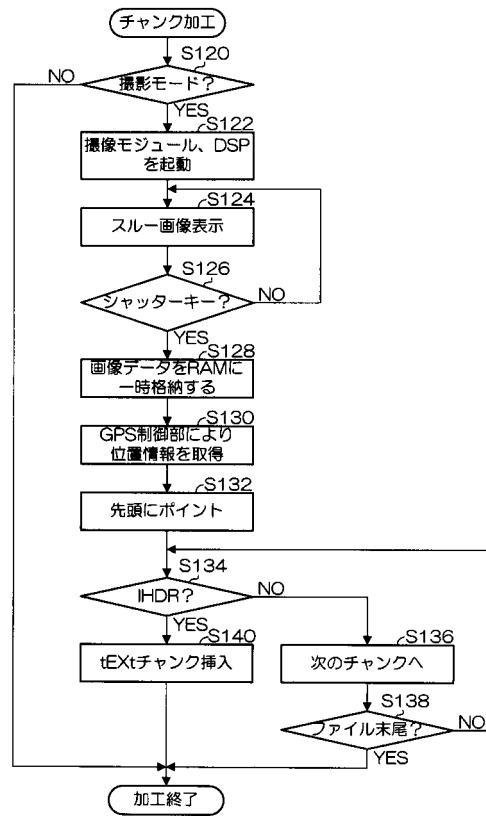 チャンク加工
S120
NO
撮影モード?
YES
S122
撮像モジュール、DSP
を起動
S124
スルー画像表示
S126
シャッターキー?
NO
YES
S128
画像データをRAMに
一時格納する
S130
GPS制御部により
位置情報を取得
S132
先頭にポイント
S134
IHDR?
NO
YES
S140
tEXtチャンク挿入
S136
次のチャンクへ
S138
ファイル末尾?
NO
YES
加工終了